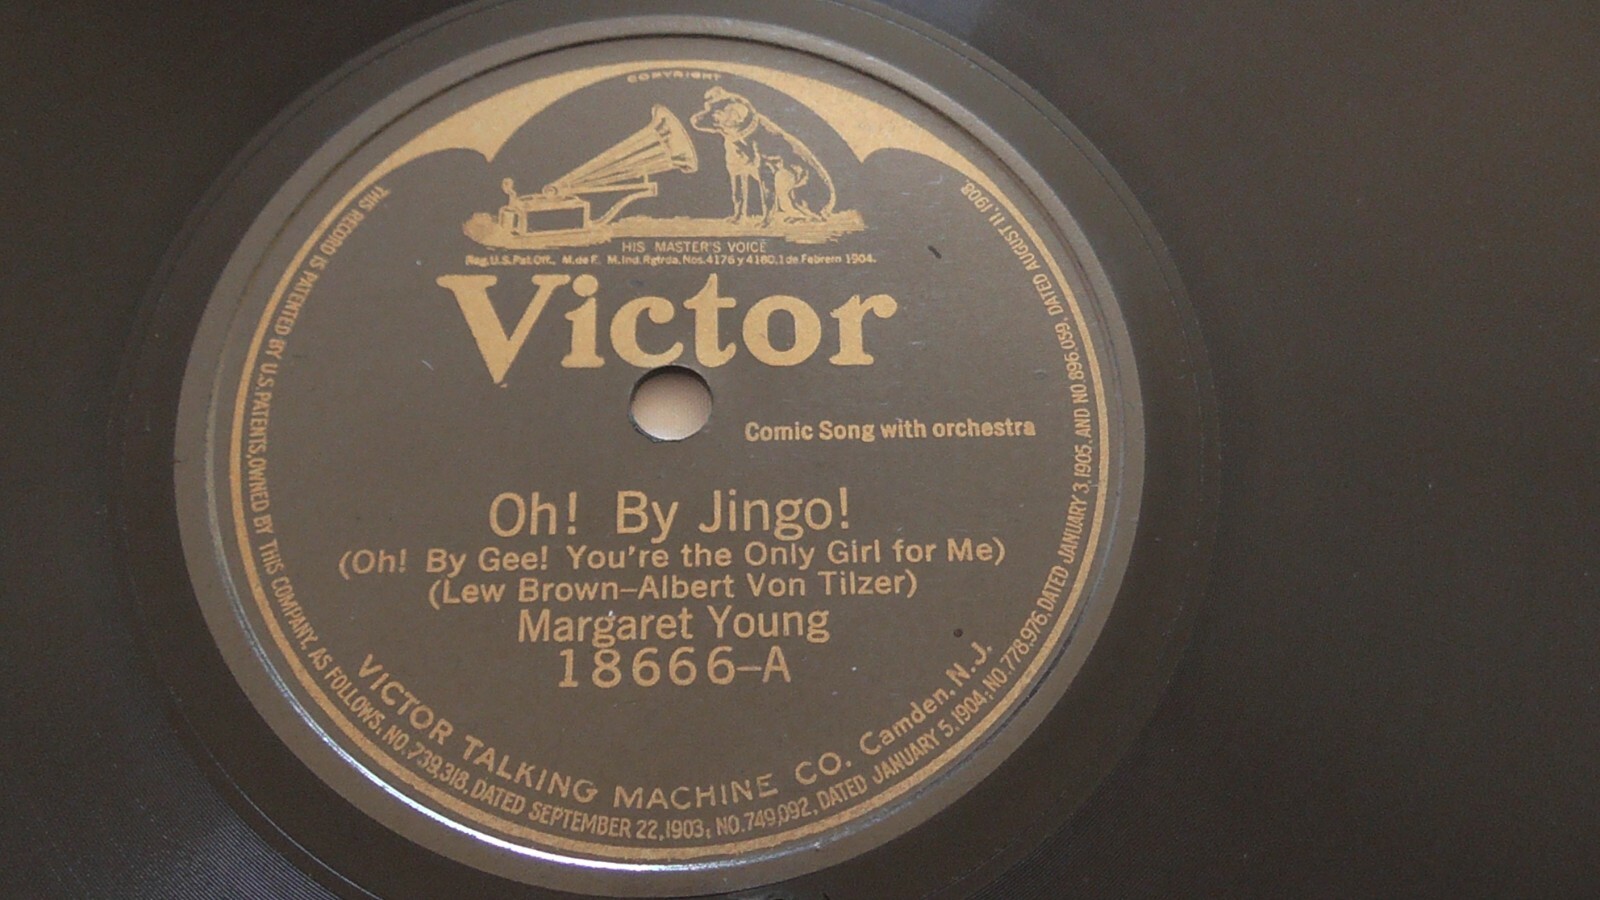 COPYRIGHT
HIS MASTER'S VOICE
Reg.U.S.Pat.Off., M.de F. M.Ind.Rgtrda.Nos.4176 y 4180.1 de Febrero 1904.
Victor
Comic Song with orchestra
Oh! By Jingo!
(Oh! By Gee! You're the Only Girl for Me)
(Lew Brown–Albert Von Tilzer)
Margaret Young
18666–A
VICTOR TALKING MACHINE CO. Camden, N.J.
THIS RECORD IS PATENTED BY U.S.PATENTS,OWNED BY THIS COMPANY, AS FOLLOWS: NO.739,318, DATED SEPTEMBER 22,1903; NO.749,092, DATED JANUARY 5,1904; NO.778,976, DATED JANUARY 3,1905, AND NO.896,059, DATED AUGUST 11,1908